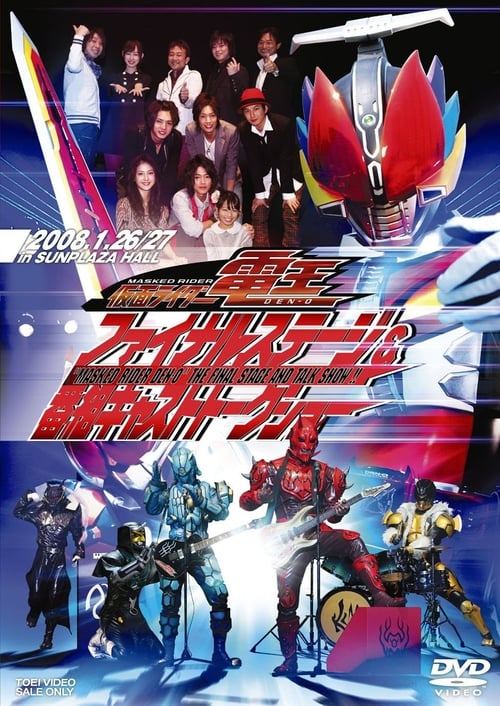 2008.1.26/27
in SUNPLAZA HALL
MASKED RIDER
仮面ライダー
電王
DEN-O
ファイナルステージ&
"MASKED RIDER DEN-O" THE FINAL STAGE AND TALK SHOW!!
番組キャストトークショー
TOEI VIDEO
SALE ONLY
DVD
VIDEO